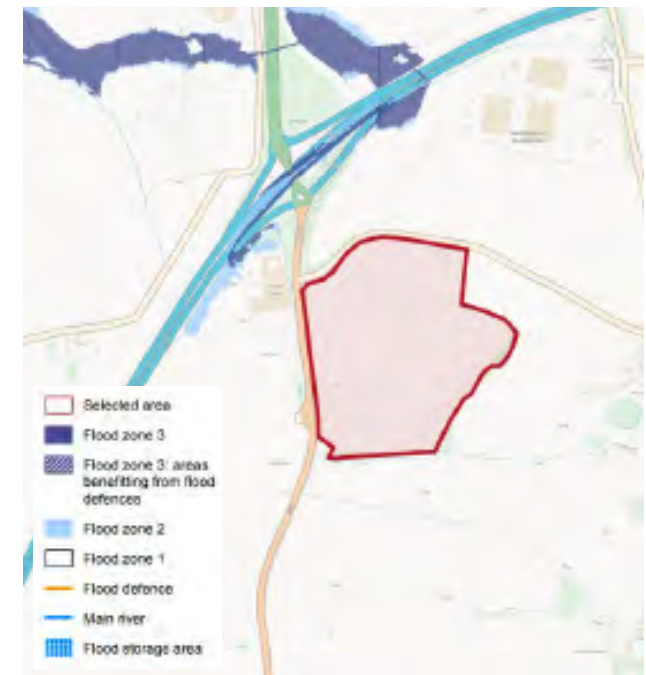 Selected area
Flood zone 3
Flood zone 3: areas
benefitting from flood
defences
Flood zone 2
Flood zone 1
Flood defence
Main river
Flood storage area